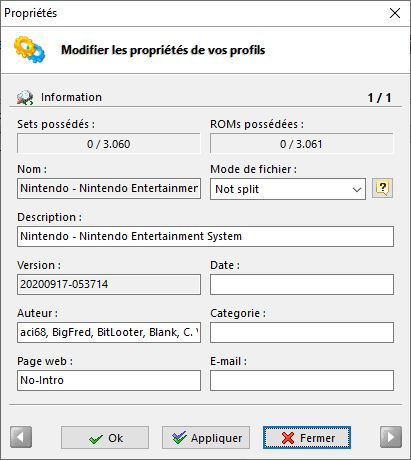 Propriétés
Modifier les propriétés de vos profils
Information 1 / 1
Sets possédés : ROMs possédées :
0 / 3.060 0 / 3.061
Nom : Mode de fichier :
Nintendo - Nintendo Entertainmer Not split ?
Description :
Nintendo - Nintendo Entertainment System
Version : Date :
20200917-053714
Auteur : Categorie :
aci68, BigFred, BitLooter, Blank, C. V
Page web : E-mail :
No-Intro
Ok Appliquer Fermer